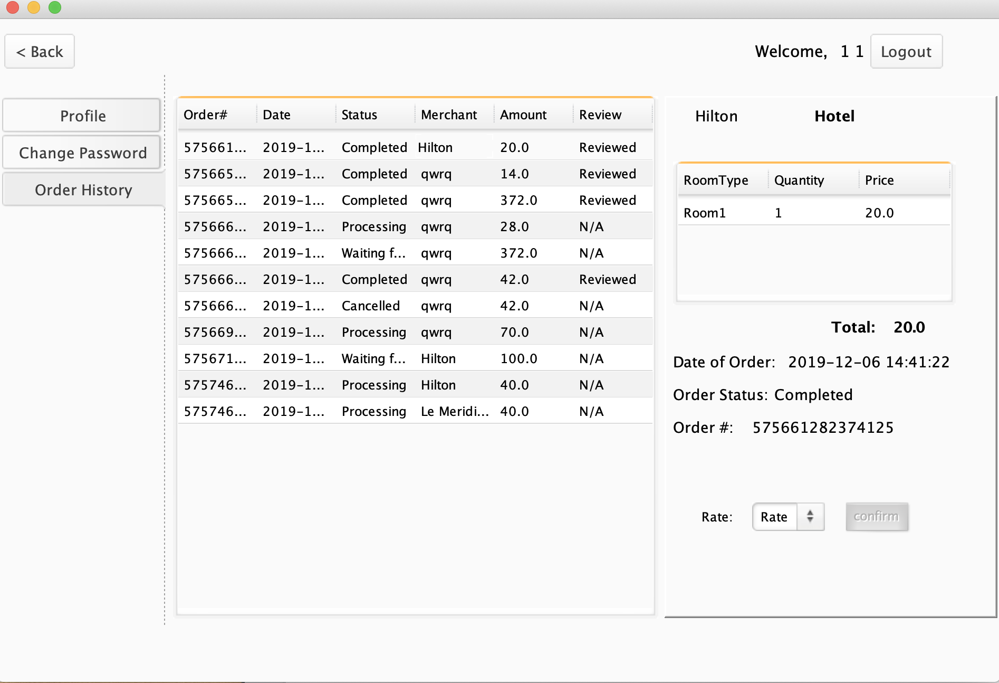 < Back
Welcome, 1 1 Logout
Profile
Change Password
Order History
Order# Date Status Merchant Amount Review
575661... 2019-1... Completed Hilton 20.0 Reviewed
575665... 2019-1... Completed qwrq 14.0 Reviewed
575665... 2019-1... Completed qwrq 372.0 Reviewed
575666... 2019-1... Processing qwrq 28.0 N/A
575666... 2019-1... Waiting f... qwrq 372.0 N/A
575666... 2019-1... Completed qwrq 42.0 Reviewed
575666... 2019-1... Cancelled qwrq 42.0 N/A
575669... 2019-1... Processing qwrq 70.0 N/A
575671... 2019-1... Waiting f... Hilton 100.0 N/A
575746... 2019-1... Processing Hilton 40.0 N/A
575746... 2019-1... Processing Le Meridi... 40.0 N/A
Hilton Hotel
RoomType Quantity Price
Room1 1 20.0
Total: 20.0
Date of Order: 2019-12-06 14:41:22
Order Status: Completed
Order #: 575661282374125
Rate: Rate confirm